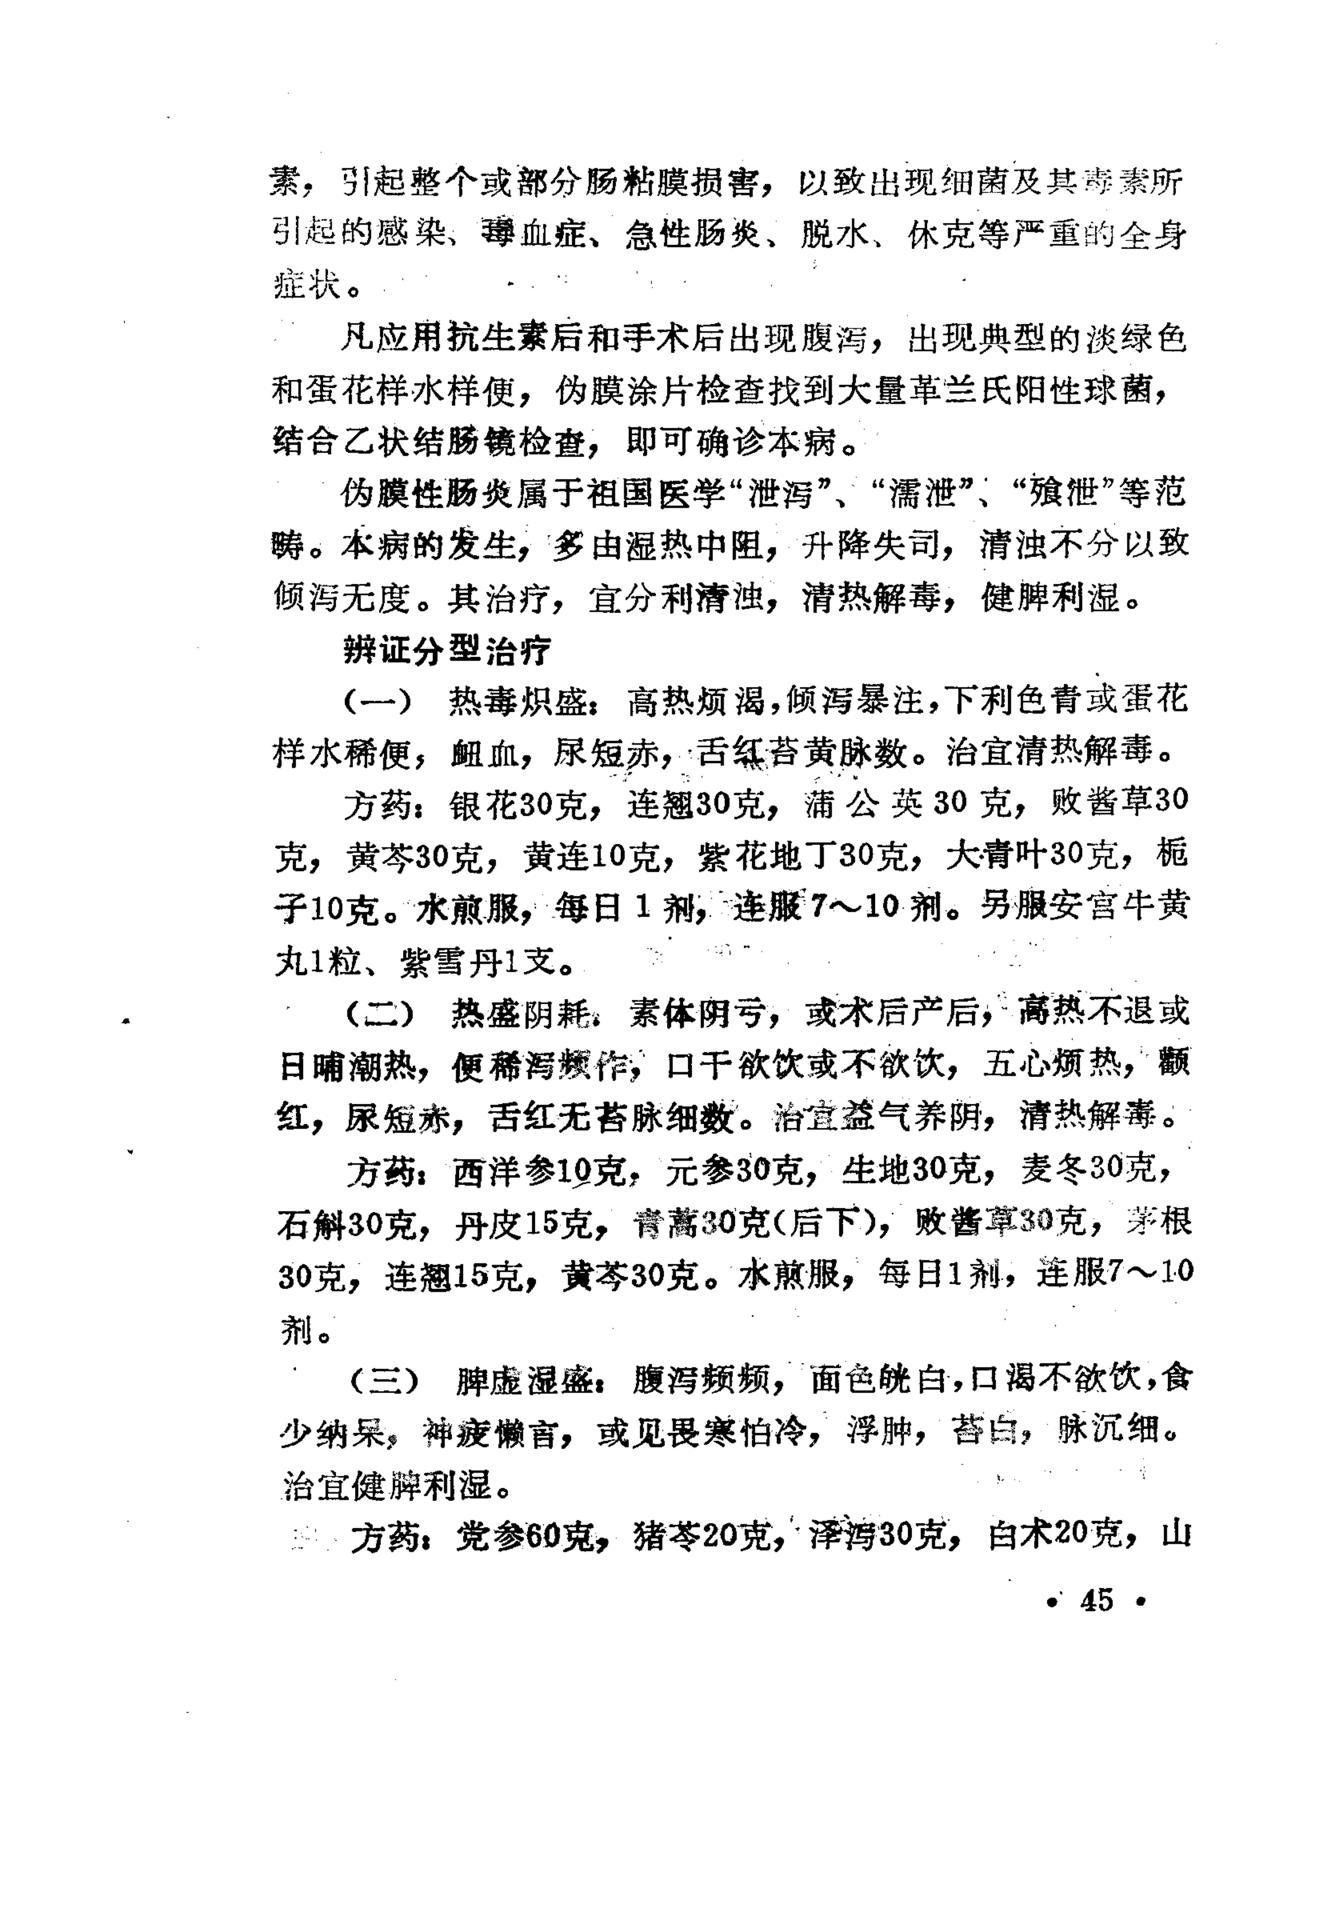 素，引起整个或部分肠粘膜损害，以致出现细菌及其毒素所
引起的感染、毒血症、急性肠炎、脱水、休克等严重的全身
症状。
凡应用抗生素后和手术后出现腹泻，出现典型的淡绿色
和蛋花样水样便，伪膜涂片检查找到大量革兰氏阳性球菌，
结合乙状结肠镜检查，即可确诊本病。
伪膜性肠炎属于祖国医学“泄泻”、“濡泄”、“飧泄”等范
畴。本病的发生，多由湿热中阻，升降失司，清浊不分以致
倾泻无度。其治疗，宜分利清浊，清热解毒，健脾利湿。
辨证分型治疗
（一） 热毒炽盛：高热烦渴，倾泻暴注，下利色青或蛋花
样水稀便，衄血，尿短赤，舌红苔黄脉数。治宜清热解毒。
方药：银花30克，连翘30克，蒲公英30克，败酱草30
克，黄芩30克，黄连10克，紫花地丁30克，大青叶30克，栀
子10克。水煎服，每日1剂，连服7～10剂。另服安宫牛黄
丸1粒、紫雪丹1支。
（二） 热盛阴耗：素体阴亏，或术后产后，高热不退或
日晡潮热，便稀泻频作，口干欲饮或不欲饮，五心烦热，颧
红，尿短赤，舌红无苔脉细数。治宜益气养阴，清热解毒。
方药：西洋参10克，元参30克，生地30克，麦冬30克，
石斛30克，丹皮15克，青蒿30克（后下），败酱草30克，茅根
30克，连翘15克，黄芩30克。水煎服，每日1剂，连服7～10
剂。
（三） 脾虚湿盛：腹泻频频，面色㿠白，口渴不欲饮，食
少纳呆，神疲懒言，或见畏寒怕冷，浮肿，苔白，脉沉细。
治宜健脾利湿。
方药：党参60克，猪苓20克，泽泻30克，白术20克，山
• 45 •